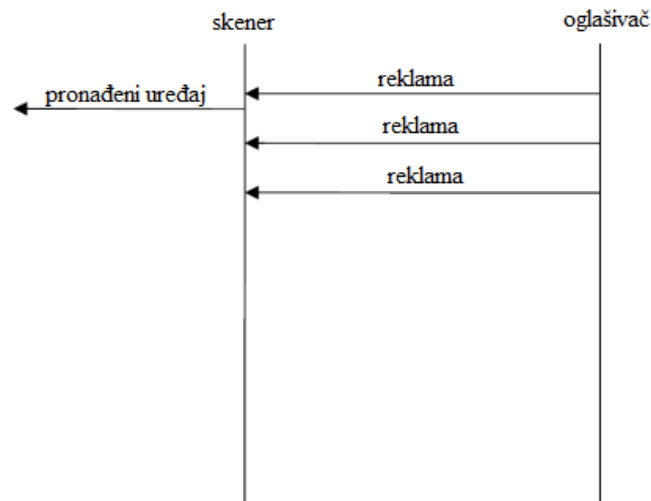 skener
oglašivač
reklama
pronađeni uređaj
reklama
reklama